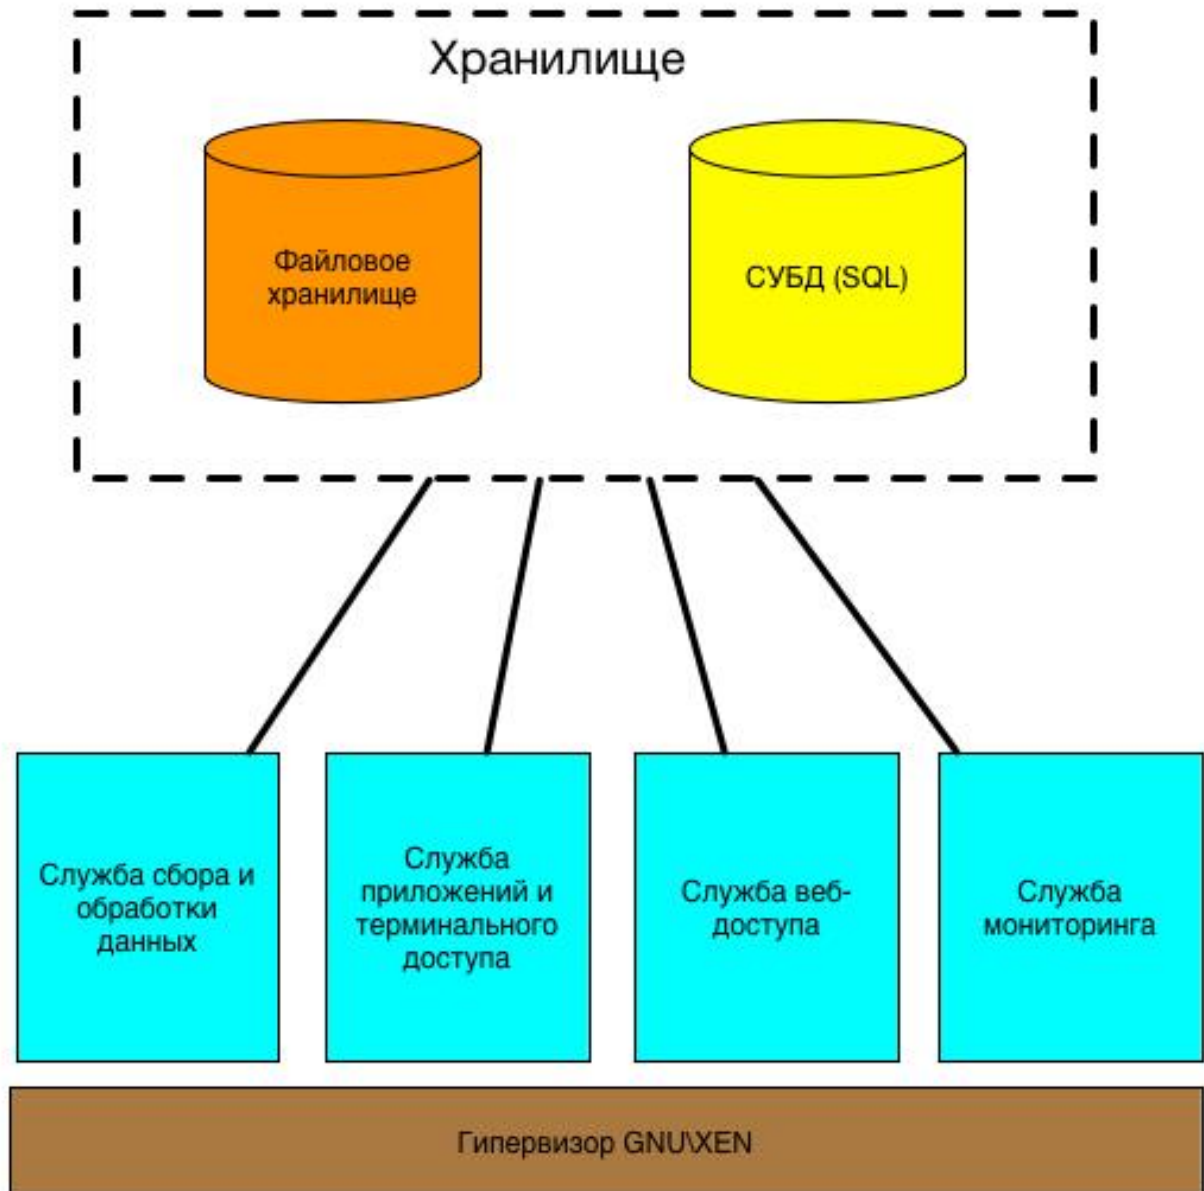 Хранилище
Файловое
хранилище
СУБД (SQL)
Служба сбора и
обработки
данных
Служба
приложений и
терминального
доступа
Служба веб-
доступа
Служба
мониторинга
Гипервизор GNU\XEN